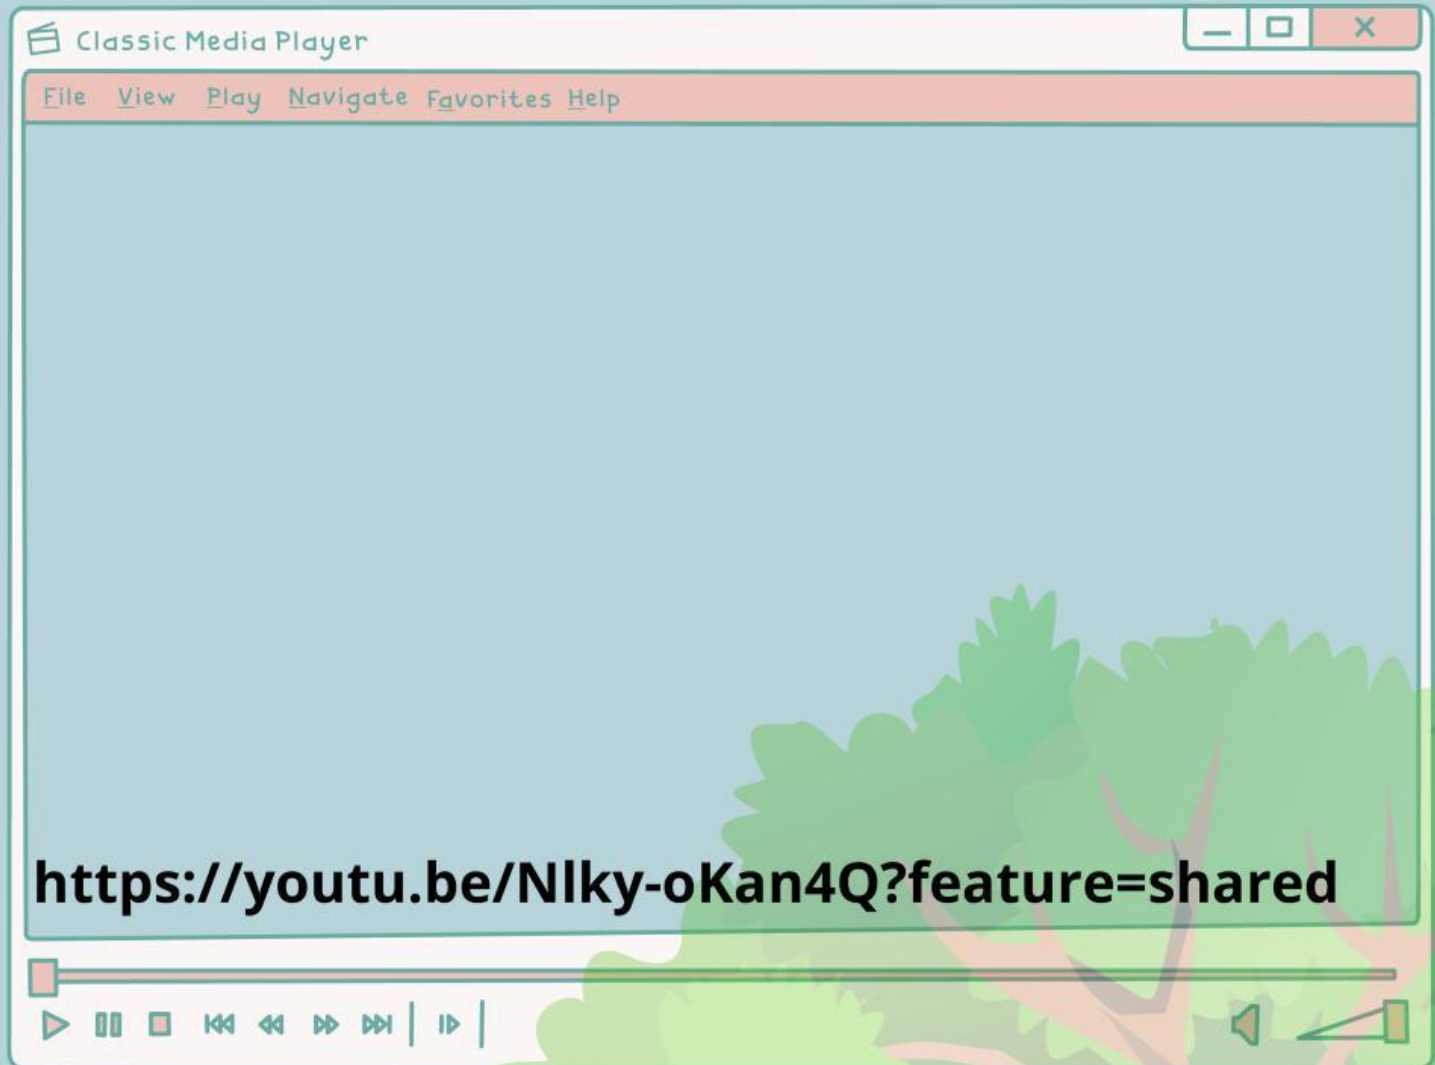 Classic Media Player
File View Play Navigate Favorites Help
https://youtu.be/Nlky-oKan4Q?feature=shared